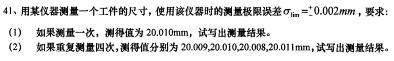 41、用某仪器测量一个工件的尺寸，使用该仪器时的测量极限误差σlim=±0.002mm，要求：
(1) 如果测量一次，测得值为 20.010mm，试写出测量结果。
(2) 如果重复测量四次，测得值分别为 20.009,20.010,20.008,20.011mm，试写出测量结果。